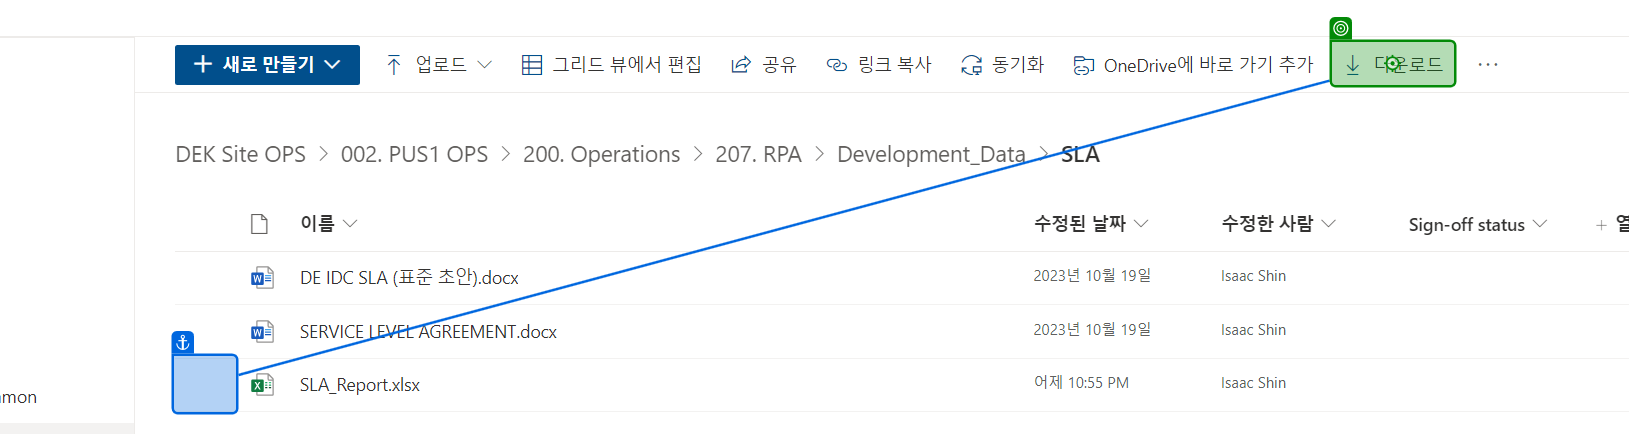 새로 만들기 업로드 그리드 뷰에서 편집 공유 링크 복사 동기화 OneDrive에 바로 가기 추가 다운로드 ...
DEK Site OPS > 002. PUS1 OPS > 200. Operations > 207. RPA > Development_Data > SLA
이름 수정된 날짜 수정한 사람 Sign-off status + 열
DE IDC SLA (표준 초안).docx 2023년 10월 19일 Isaac Shin
SERVICE LEVEL AGREEMENT.docx 2023년 10월 19일 Isaac Shin
SLA_Report.xlsx 어제 10:55 PM Isaac Shin